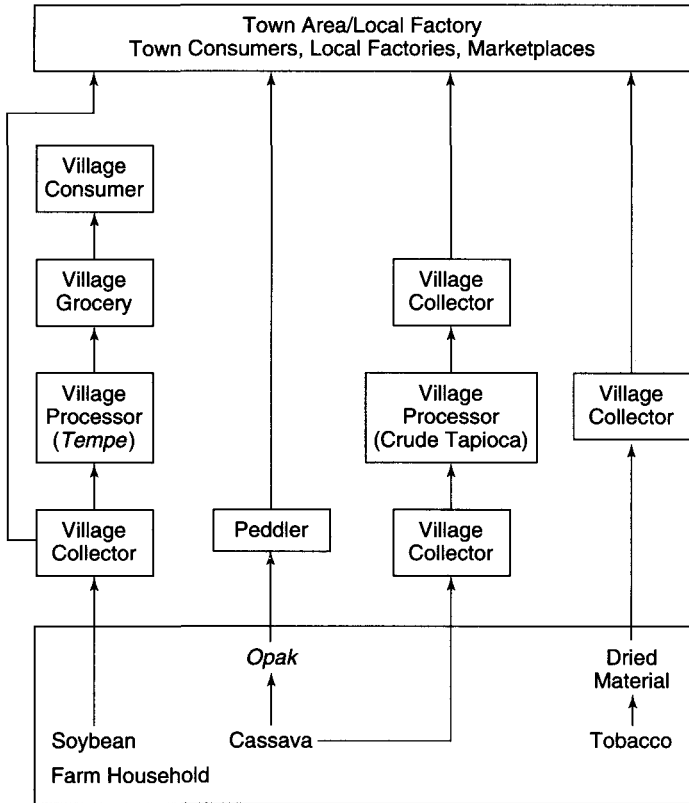 Town Area/Local Factory
Town Consumers, Local Factories, Marketplaces
Village
Consumer
Village
Grocery
Village
Collector
Village
Processor
(Tempe)
Village
Processor
(Crude Tapioca)
Village
Collector
Village
Collector
Peddler
Village
Collector
Opak
Dried
Material
Soybean
Cassava
Tobacco
Farm Household